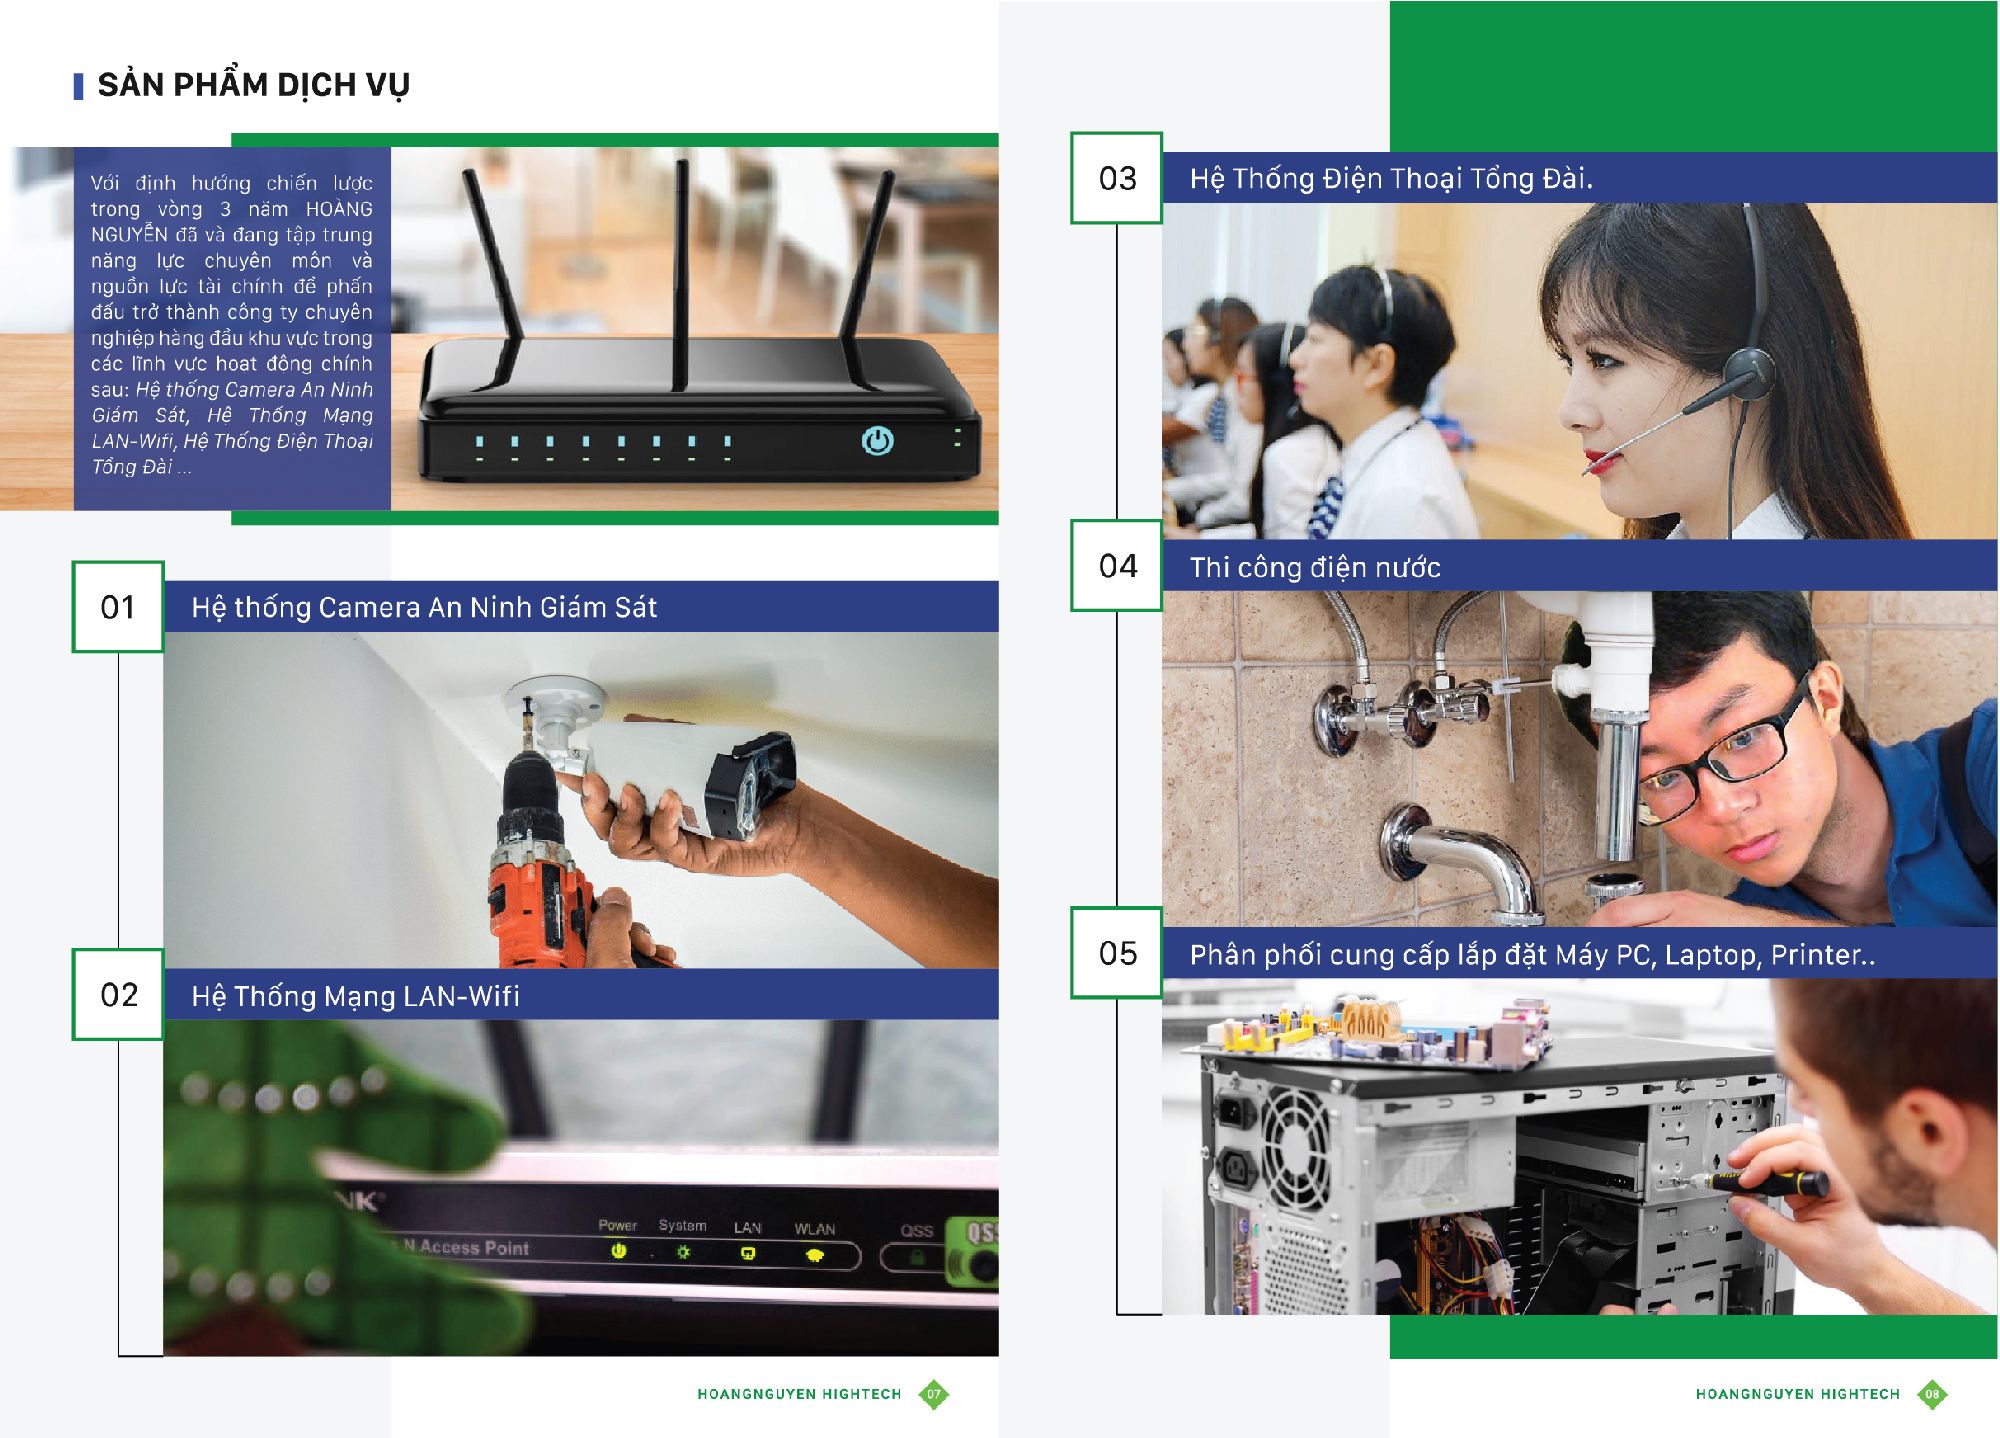 SẢN PHẨM DỊCH VỤ
Với định hướng chiến lược
trong vòng 3 năm HOÀNG
NGUYỄN đã và đang tập trung
năng lực chuyên môn và
nguồn lực tài chính để phấn
đấu trở thành công ty chuyên
nghiệp hàng đầu khu vực trong
các lĩnh vực hoạt động chính
sau: Hệ thống Camera An Ninh
Giám Sát, Hệ Thống Mạng
LAN-Wifi, Hệ Thống Điện Thoại
Tổng Đài ...
01
Hệ thống Camera An Ninh Giám Sát
02
Hệ Thống Mạng LAN-Wifi
NK
Power System LAN WLAN QSS QSS
N Access Point
HOANGNGUYEN HIGHTECH 07
03
Hệ Thống Điện Thoại Tổng Đài.
04
Thi công điện nước
05
Phân phối cung cấp lắp đặt Máy PC, Laptop, Printer..
HOANGNGUYEN HIGHTECH 08